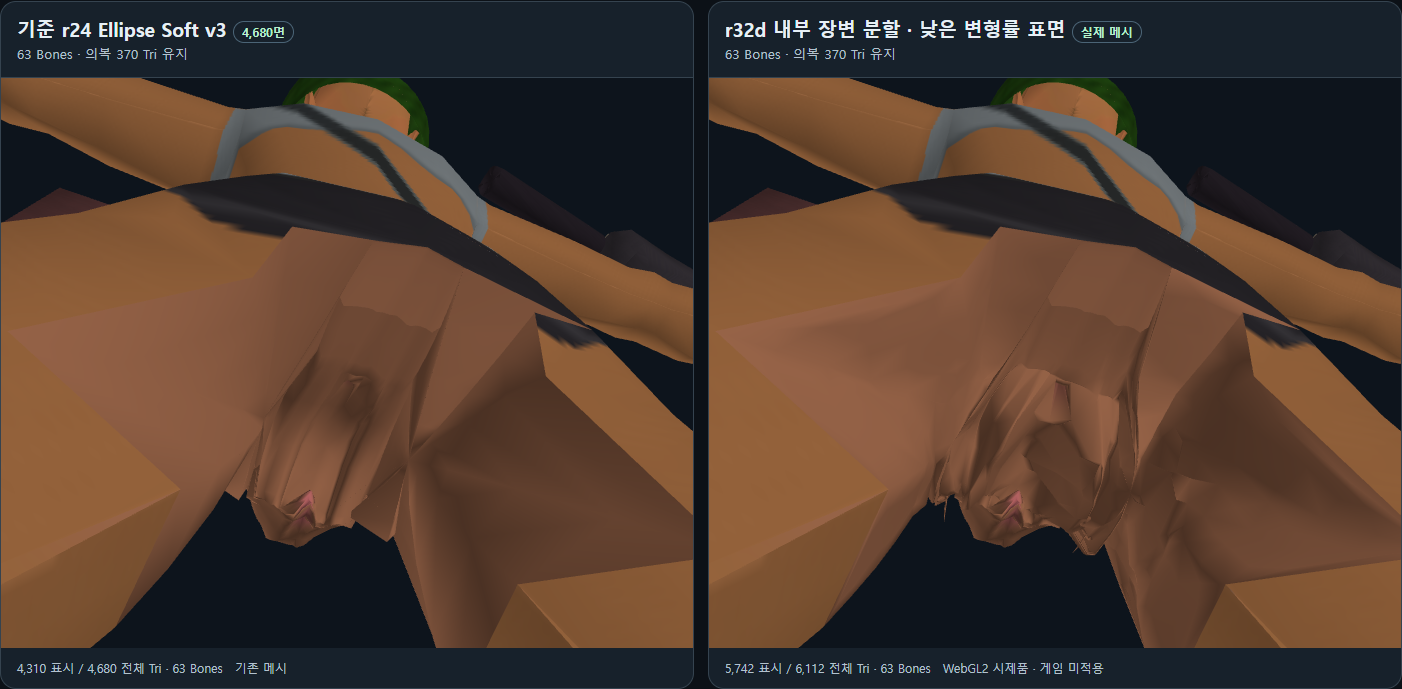 기준 r24 Ellipse Soft v3 4,680면
63 Bones · 의복 370 Tri 유지
4,310 표시 / 4,680 전체 Tri · 63 Bones 기존 메시
r32d 내부 장변 분할 · 낮은 변형률 표면 실제 메시
63 Bones · 의복 370 Tri 유지
5,742 표시 / 6,112 전체 Tri · 63 Bones WebGL2 시제품 · 게임 미적용